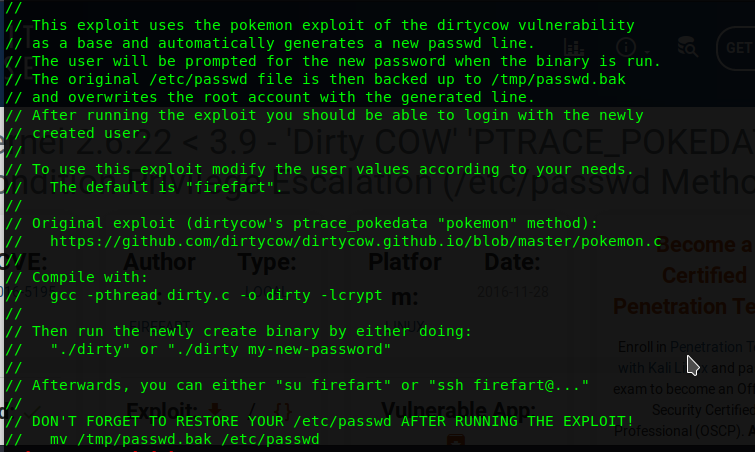 //
// This exploit uses the pokemon exploit of the dirtycow vulnerability
// as a base and automatically generates a new passwd line.
// The user will be prompted for the new password when the binary is run.
// The original /etc/passwd file is then backed up to /tmp/passwd.bak
// and overwrites the root account with the generated line.
// After running the exploit you should be able to login with the newly
// created user.
//
// To use this exploit modify the user values according to your needs.
//   The default is "firefart".
//
// Original exploit (dirtycow's ptrace_pokedata "pokemon" method):
//   https://github.com/dirtycow/dirtycow.github.io/blob/master/pokemon.c
//
// Compile with:
//   gcc -pthread dirty.c -o dirty -lcrypt
//
// Then run the newly create binary by either doing:
//   "./dirty" or "./dirty my-new-password"
//
// Afterwards, you can either "su firefart" or "ssh firefart@..."
//
// DON'T FORGET TO RESTORE YOUR /etc/passwd AFTER RUNNING THE EXPLOIT!
//   mv /tmp/passwd.bak /etc/passwd
GET
2.6.22 < 3.9 - 'Dirty COW' 'PTRACE_POKEDA
Escalation (/etc/passwd Metho
Author
Type:
Platfor
m:
Date:
2016-11-28
Exploit:
/ {}
Vulnerable App:
Become a
Certified
Penetration Te
Enroll in Penetration T
with Kali Linux and pa
exam to become an Of
Security Certified
Professional (OSCP).